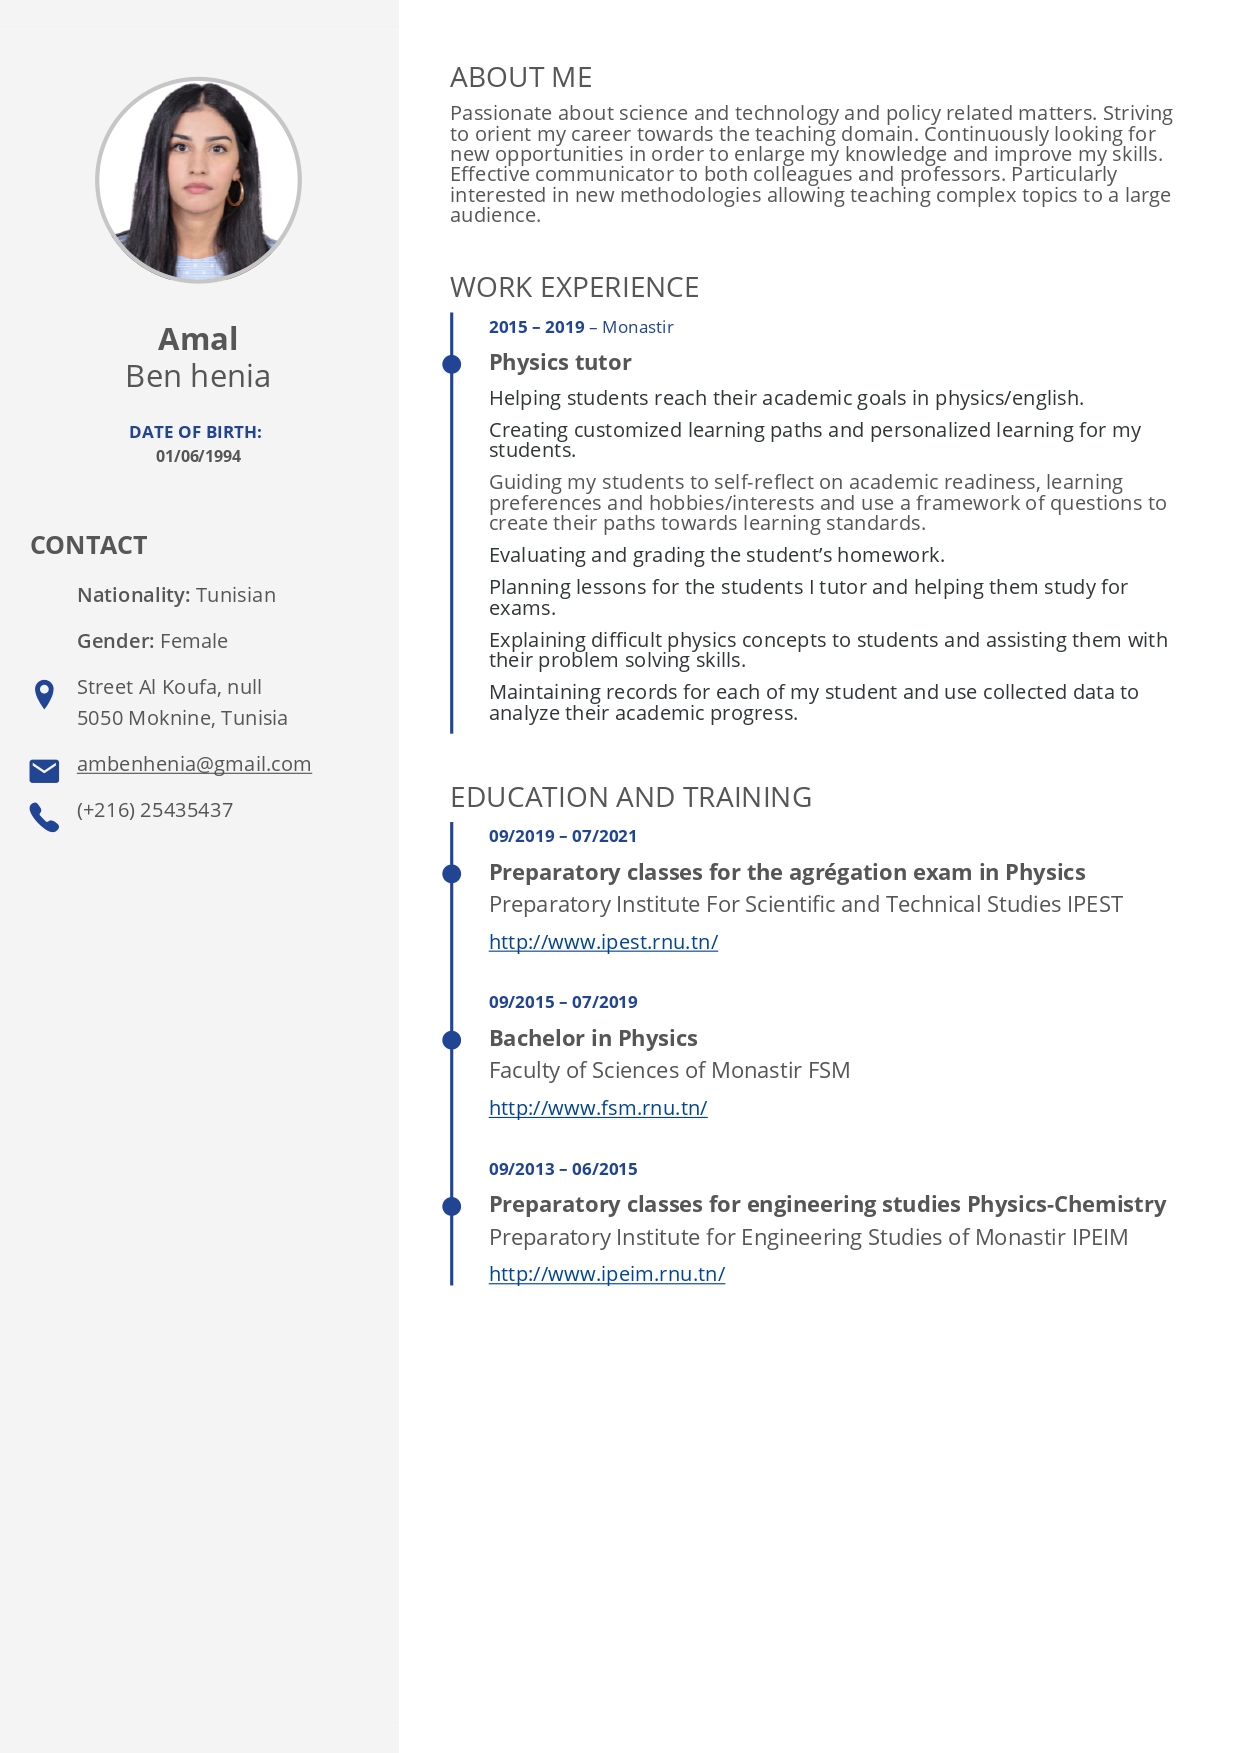 Amal
Ben henia
DATE OF BIRTH:
01/06/1994
CONTACT
Nationality: Tunisian
Gender: Female
Street Al Koufa, null
5050 Moknine, Tunisia
ambenhenia@gmail.com
(+216) 25435437
ABOUT ME
Passionate about science and technology and policy related matters. Striving
to orient my career towards the teaching domain. Continuously looking for
new opportunities in order to enlarge my knowledge and improve my skills.
Effective communicator to both colleagues and professors. Particularly
interested in new methodologies allowing teaching complex topics to a large
audience.
WORK EXPERIENCE
2015 – 2019 – Monastir
Physics tutor
Helping students reach their academic goals in physics/english.
Creating customized learning paths and personalized learning for my
students.
Guiding my students to self-reflect on academic readiness, learning
preferences and hobbies/interests and use a framework of questions to
create their paths towards learning standards.
Evaluating and grading the student’s homework.
Planning lessons for the students I tutor and helping them study for
exams.
Explaining difficult physics concepts to students and assisting them with
their problem solving skills.
Maintaining records for each of my student and use collected data to
analyze their academic progress.
EDUCATION AND TRAINING
09/2019 – 07/2021
Preparatory classes for the agrégation exam in Physics
Preparatory Institute For Scientific and Technical Studies IPEST
http://www.ipest.rnu.tn/
09/2015 – 07/2019
Bachelor in Physics
Faculty of Sciences of Monastir FSM
http://www.fsm.rnu.tn/
09/2013 – 06/2015
Preparatory classes for engineering studies Physics-Chemistry
Preparatory Institute for Engineering Studies of Monastir IPEIM
http://www.ipeim.rnu.tn/